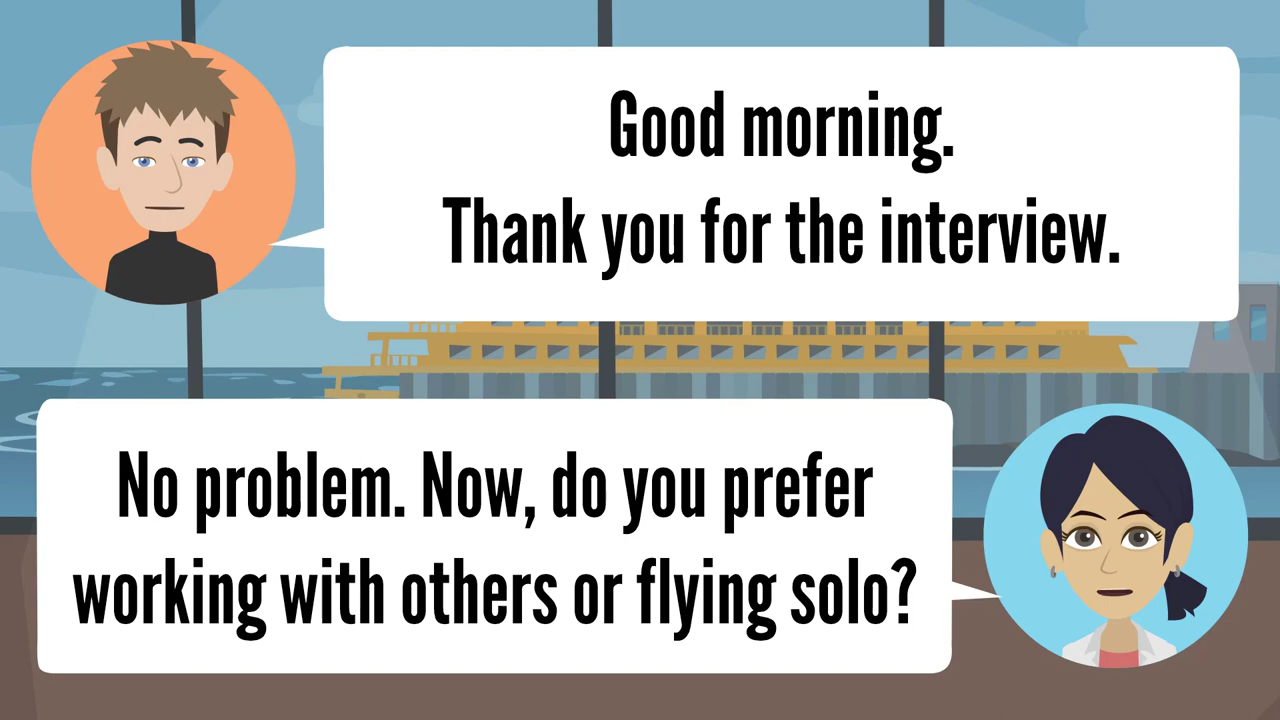 Good morning.
Thank you for the interview.
No problem. Now, do you prefer
working with others or flying solo?